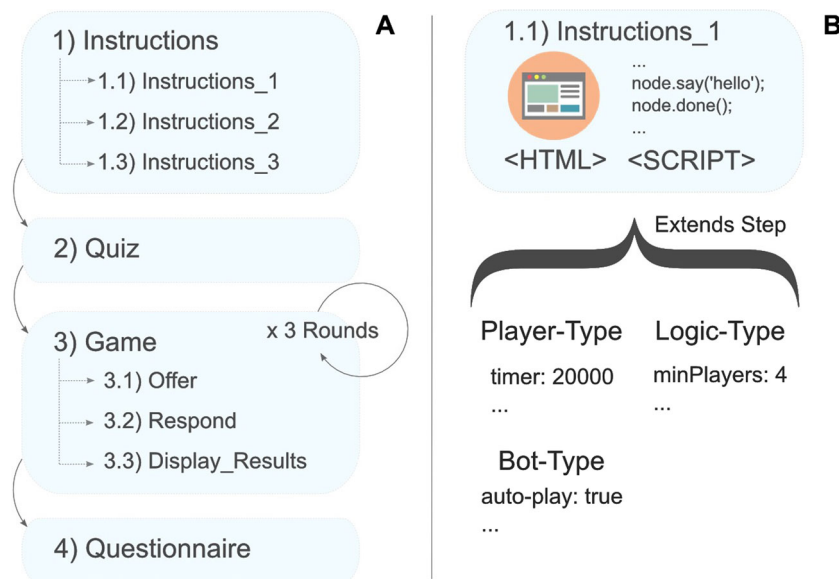 A
1) Instructions
1.1) Instructions_1
1.2) Instructions_2
1.3) Instructions_3
2) Quiz
x 3 Rounds
3) Game
3.1) Offer
3.2) Respond
3.3) Display_Results
4) Questionnaire
B
1.1) Instructions_1
...
node.say('hello');
node.done();
...
<HTML> <SCRIPT>
Extends Step
Player-Type
timer: 20000
...
Logic-Type
minPlayers: 4
...
Bot-Type
auto-play: true
...